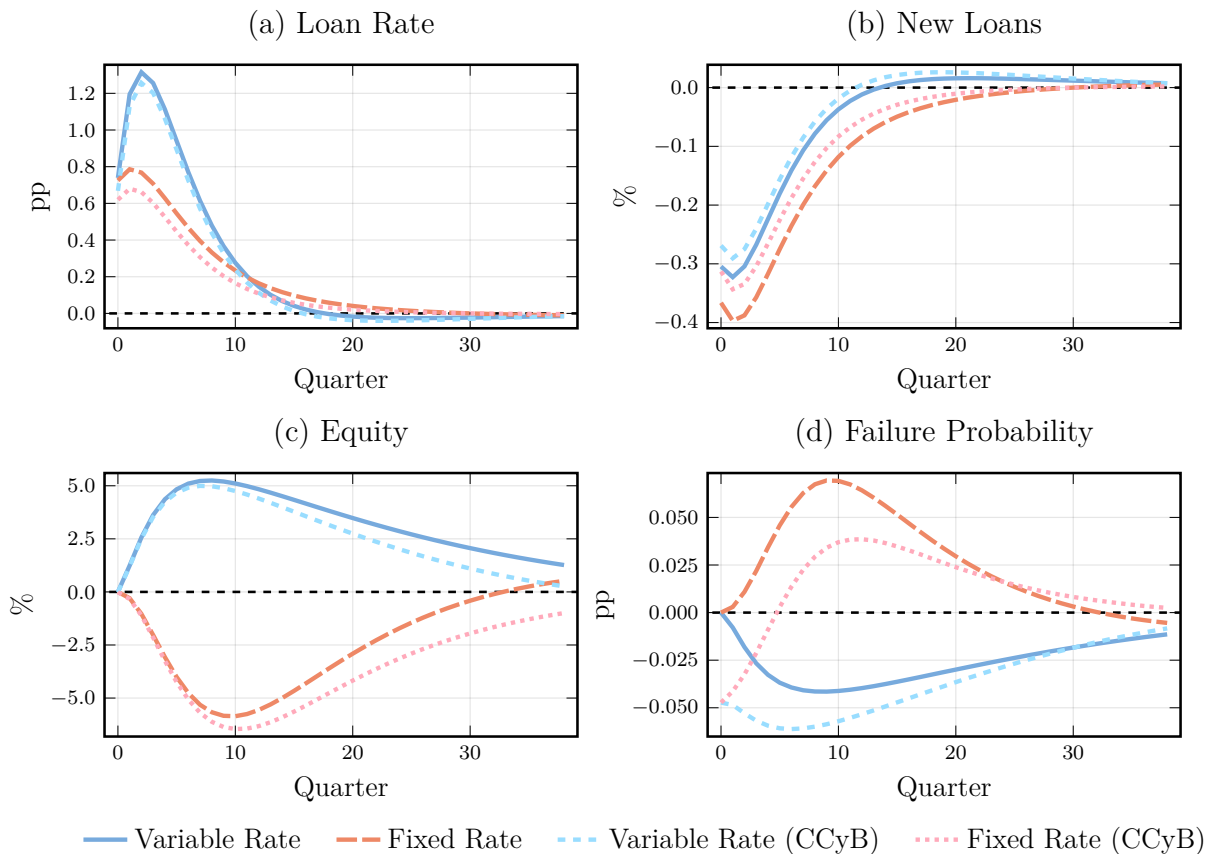 (a) Loan Rate
(b) New Loans
pp
1.2
1.0
0.8
0.6
0.4
0.2
0.0
0
10
20
30
Quarter
%
0.0
−0.1
−0.2
−0.3
−0.4
0
10
20
30
Quarter
(c) Equity
(d) Failure Probability
%
5.0
2.5
0.0
−2.5
−5.0
0
10
20
30
Quarter
pp
0.050
0.025
0.000
−0.025
−0.050
0
10
20
30
Quarter
Variable Rate
Fixed Rate
Variable Rate (CCyB)
Fixed Rate (CCyB)